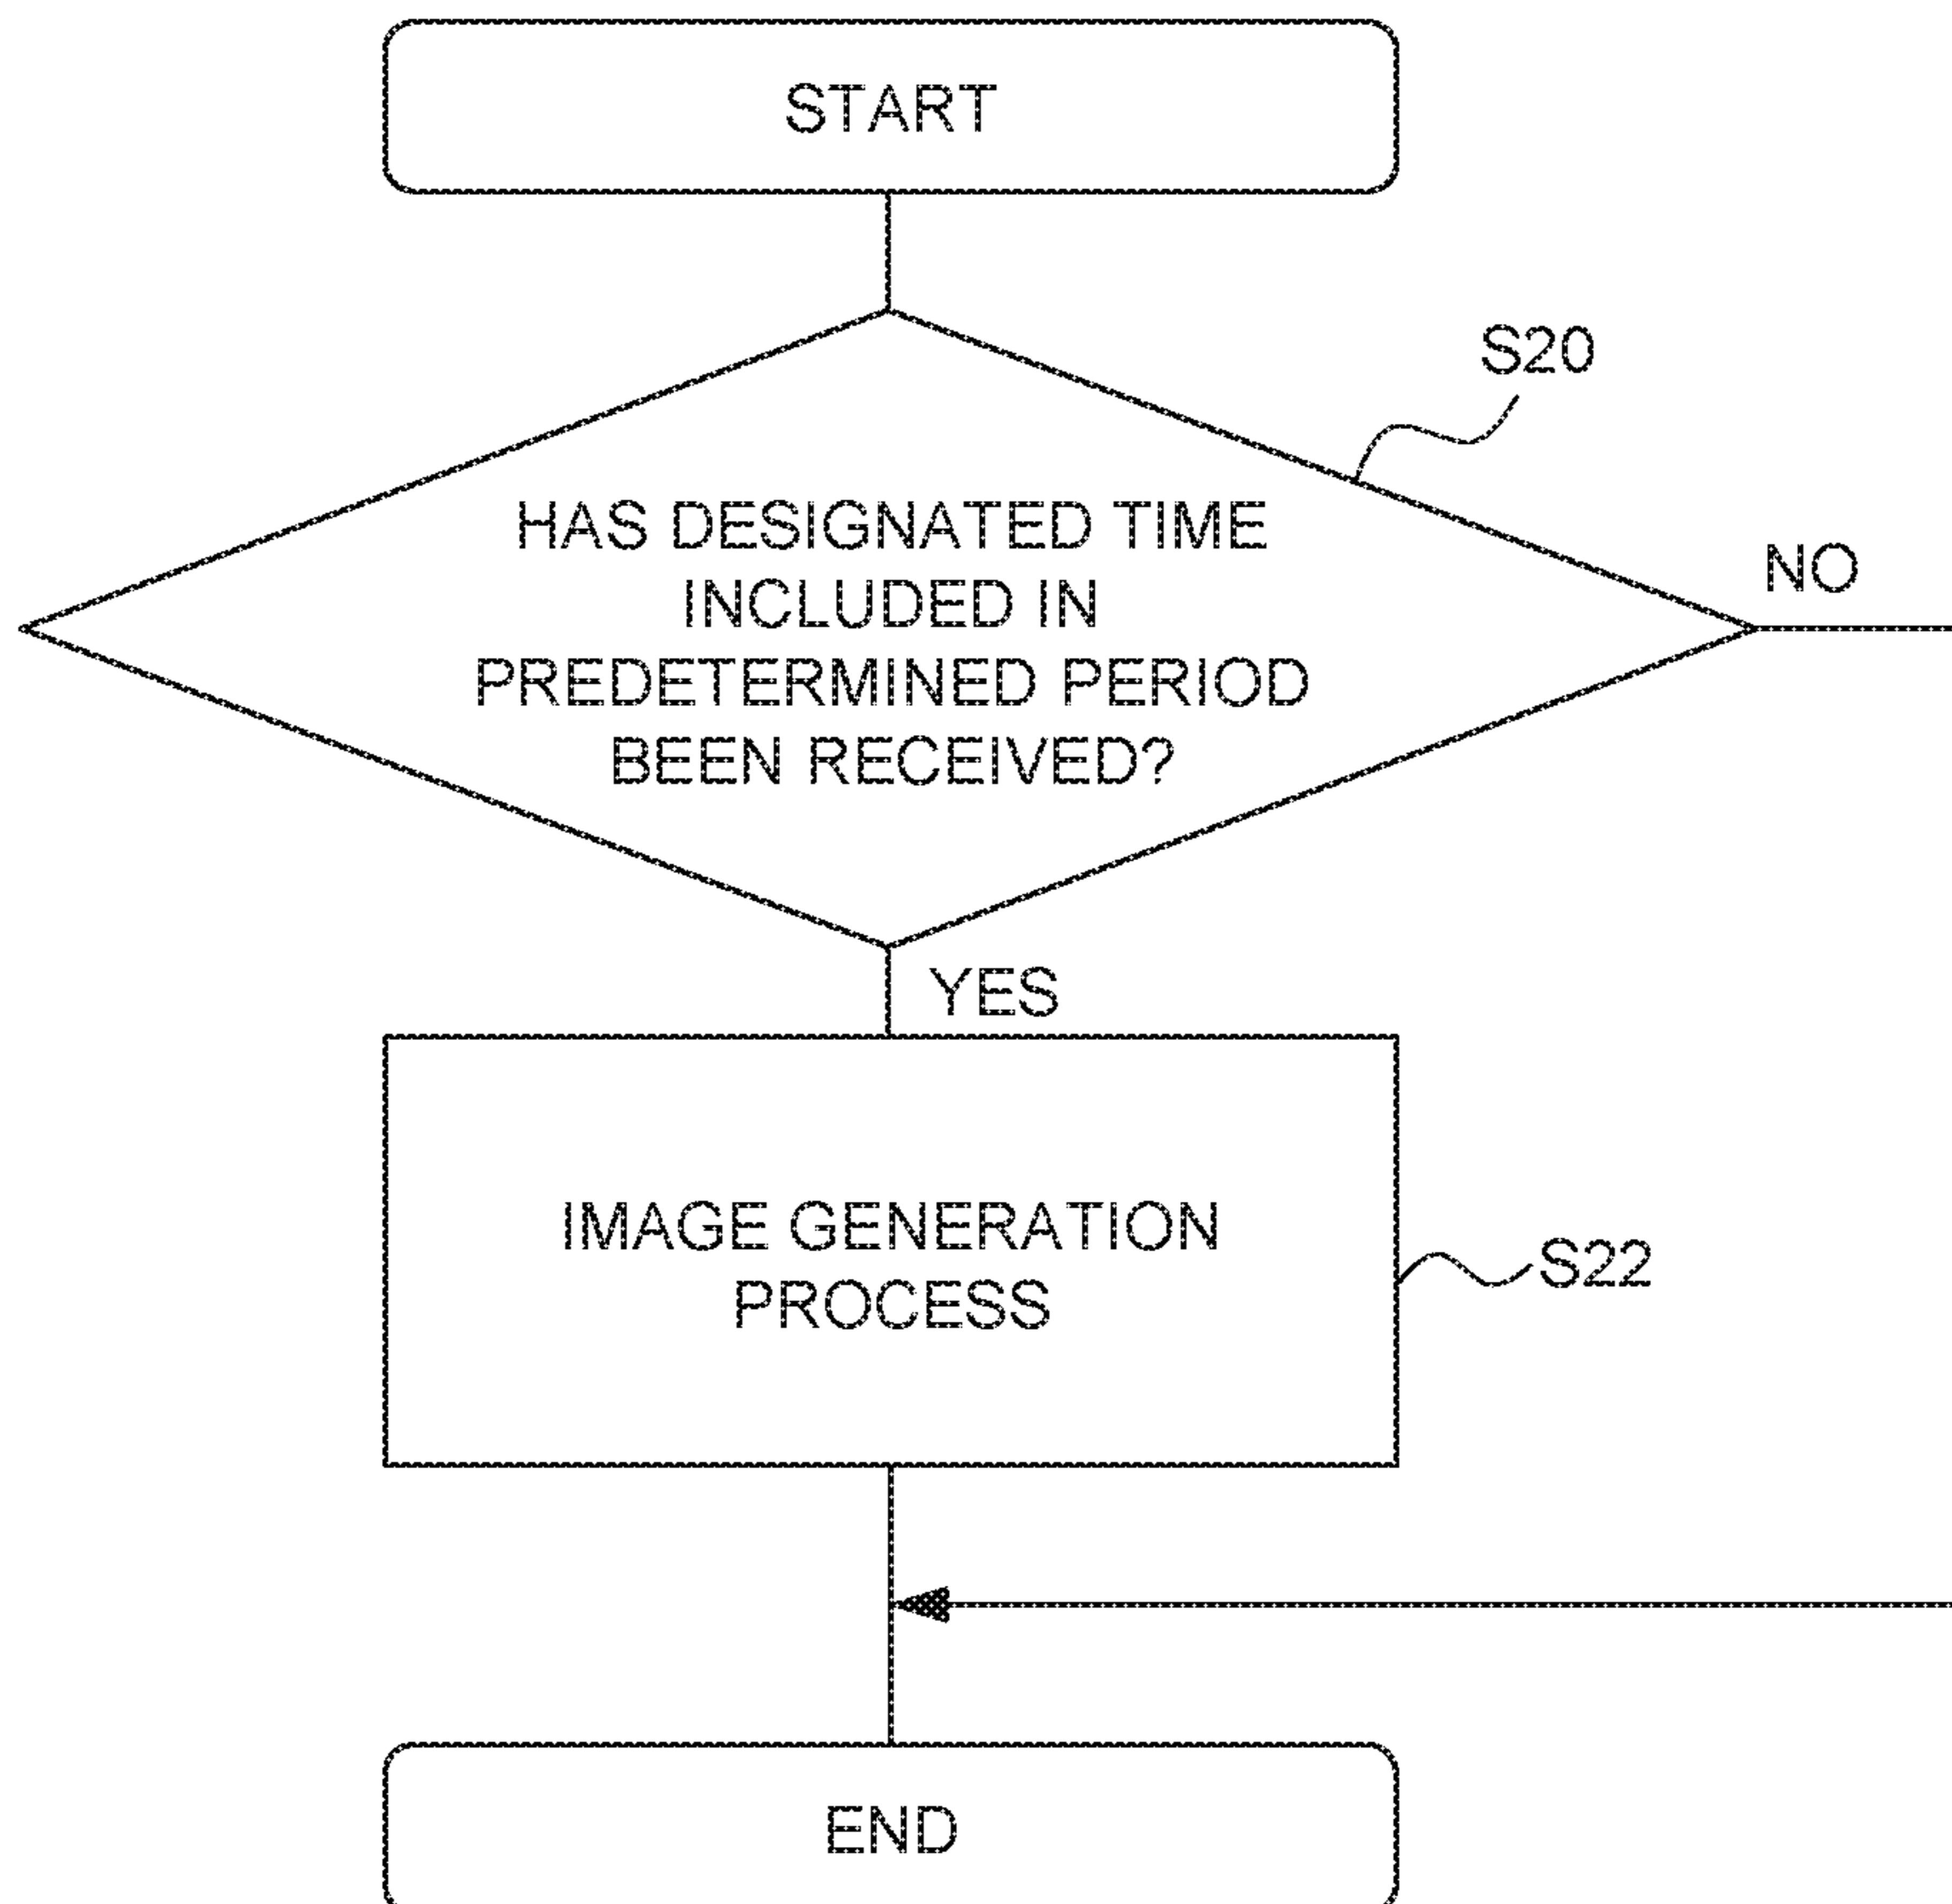 START
S20
HAS DESIGNATED TIME
INCLUDED IN
PREDETERMINED PERIOD
BEEN RECEIVED?
NO
YES
IMAGE GENERATION
PROCESS
S22
END